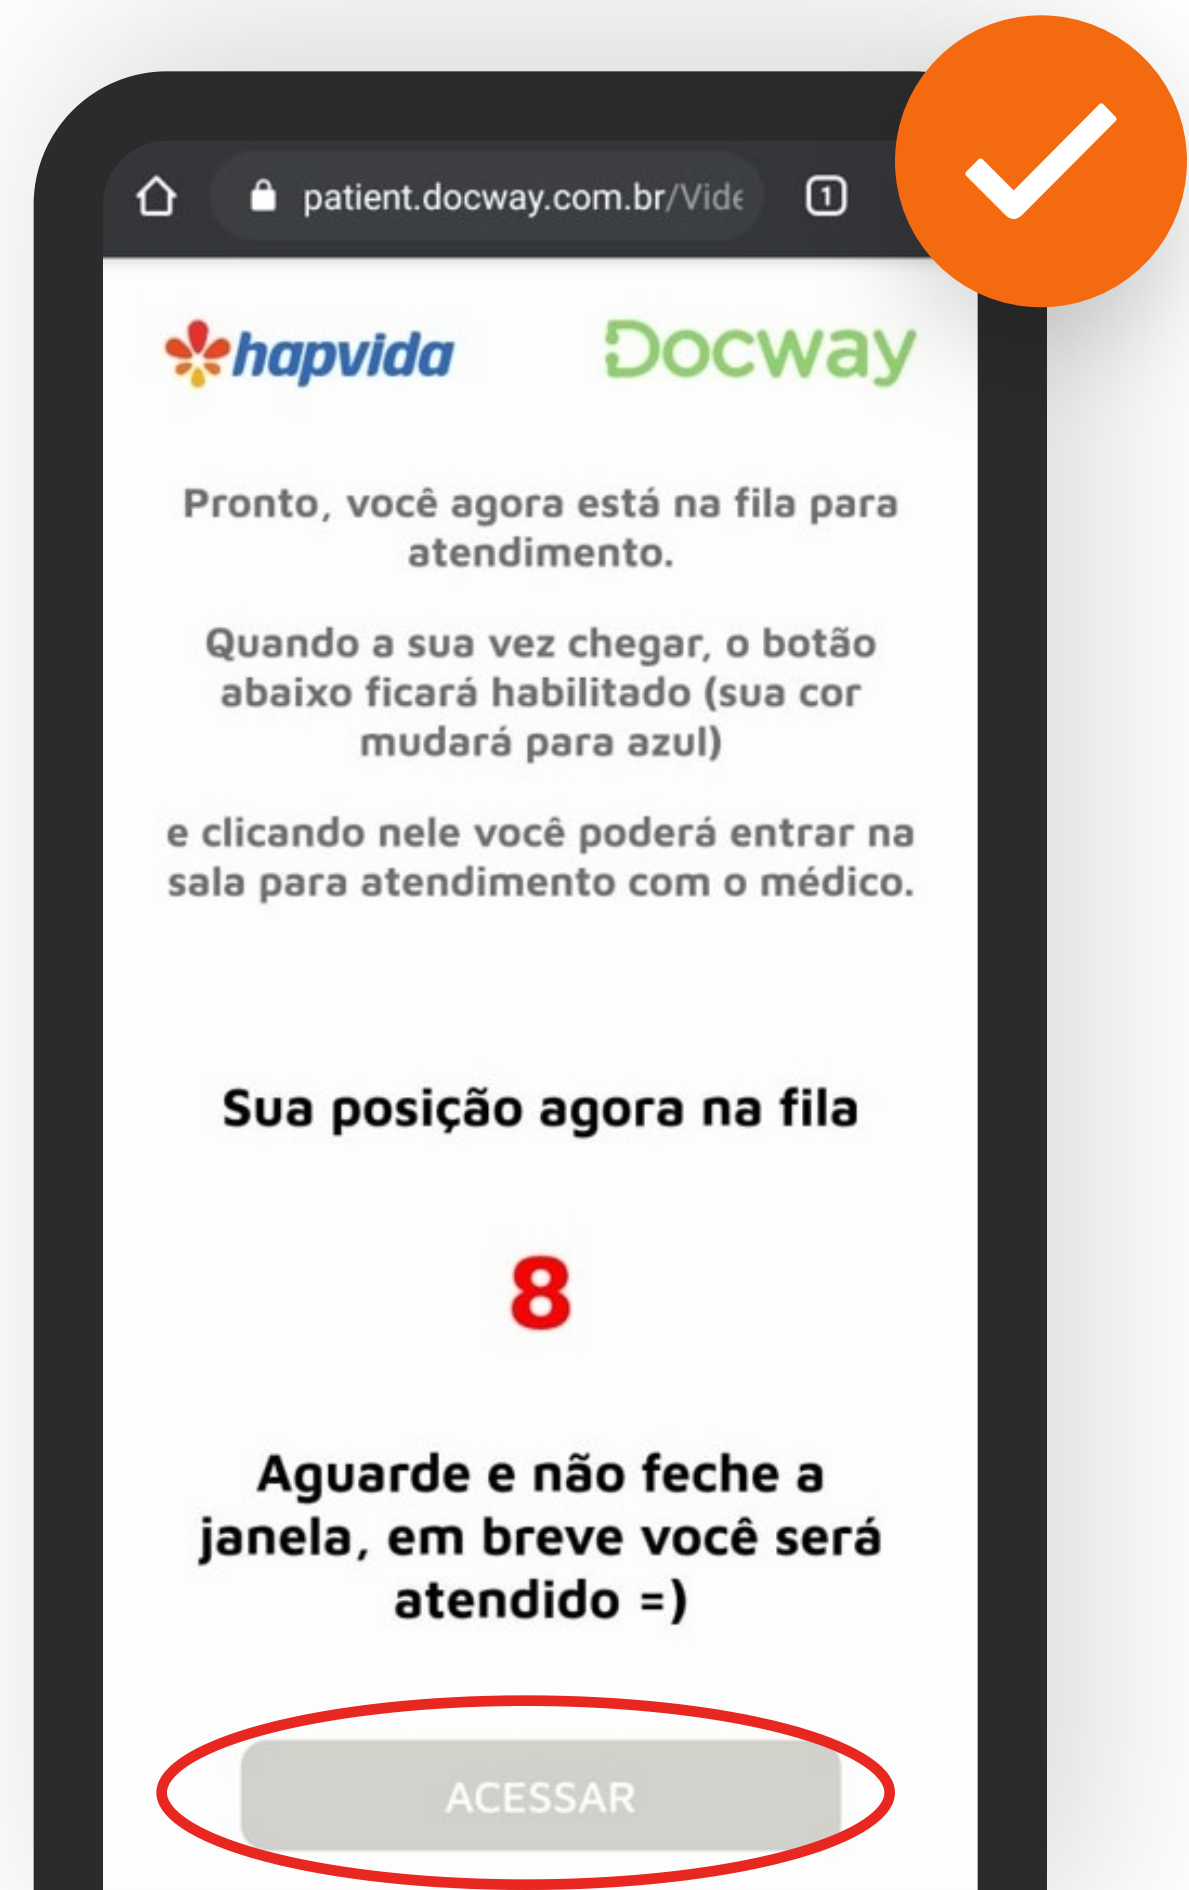 patient.docway.com.br/Vide
1
hapvida
Docway
Pronto, você agora está na fila para
atendimento.
Quando a sua vez chegar, o botão
abaixo ficará habilitado (sua cor
mudará para azul)
e clicando nele você poderá entrar na
sala para atendimento com o médico.
Sua posição agora na fila
8
Aguarde e não feche a
janela, em breve você será
atendido =)
ACESSAR